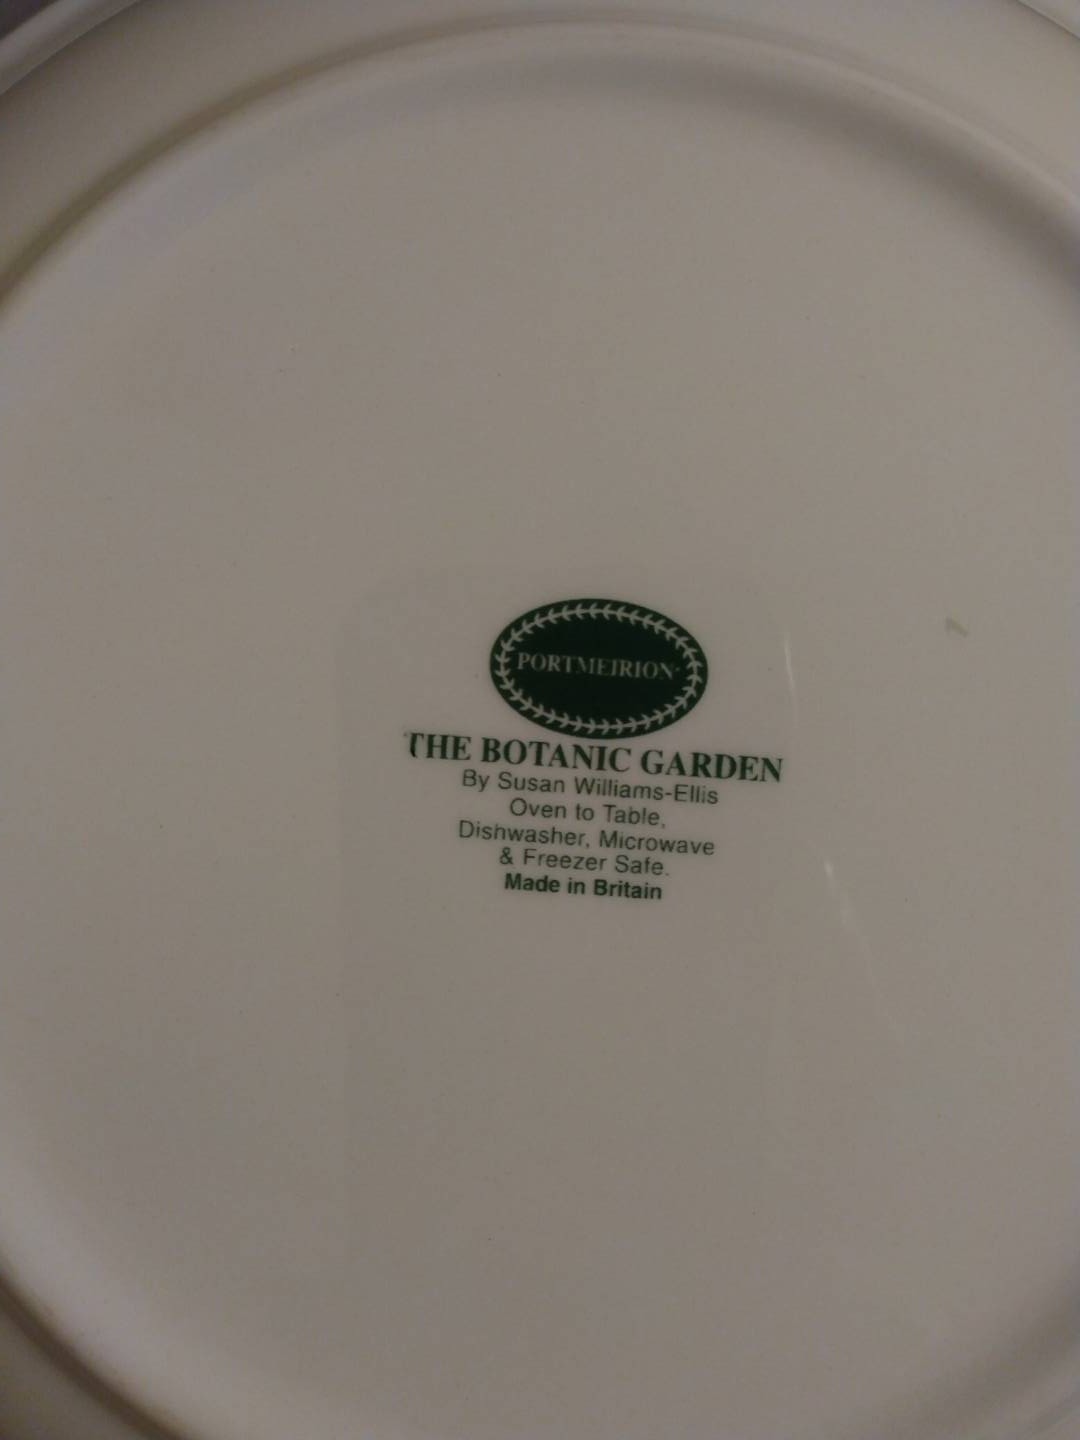 PORTMEIRION
THE BOTANIC GARDEN
By Susan Williams-Ellis
Oven to Table,
Dishwasher, Microwave
& Freezer Safe.
Made in Britain